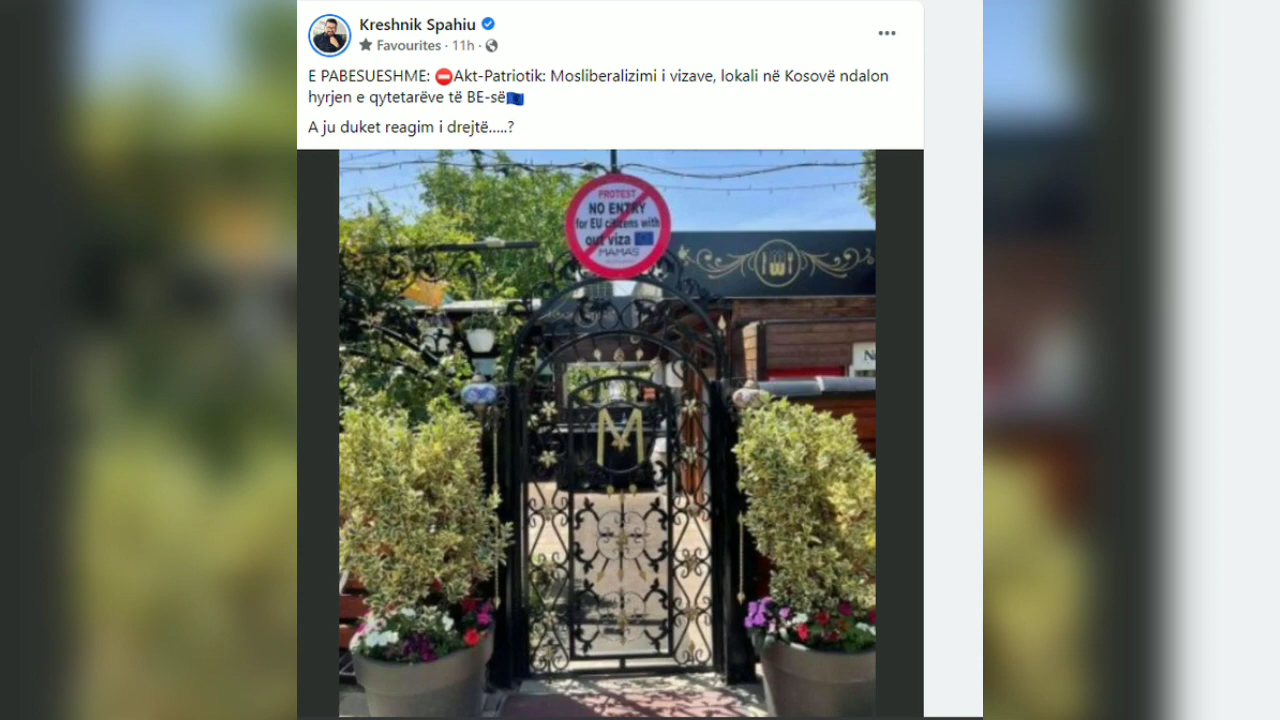 Kreshnik Spahiu
Favourites · 11h ·
E PABESUESHME: ⛔Akt-Patriotik: Mosliberalizimi i vizave, lokali në Kosovë ndalon
hyrjen e qytetarëve të BE-së🇪🇺
A ju duket reagim i drejtë.....?
PROTEST
NO ENTRY
for EU citizens with
out viza
MAMAS
M
N